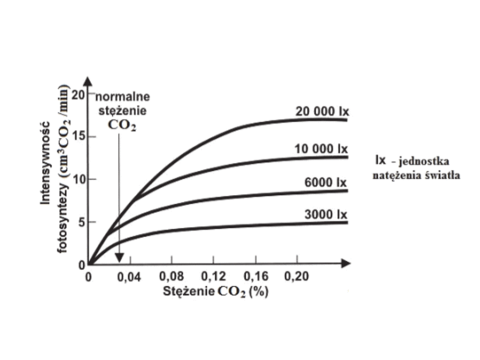 Intensywność
fotosyntezy (cm³CO₂ /min)
20
15
10
5
0
normalne
stężenie
CO₂
20 000 lx
10 000 lx
6000 lx
3000 lx
lx - jednostka
natężenia światła
0
0,04
0,08
0,12
0,16
0,20
Stężenie CO₂ (%)